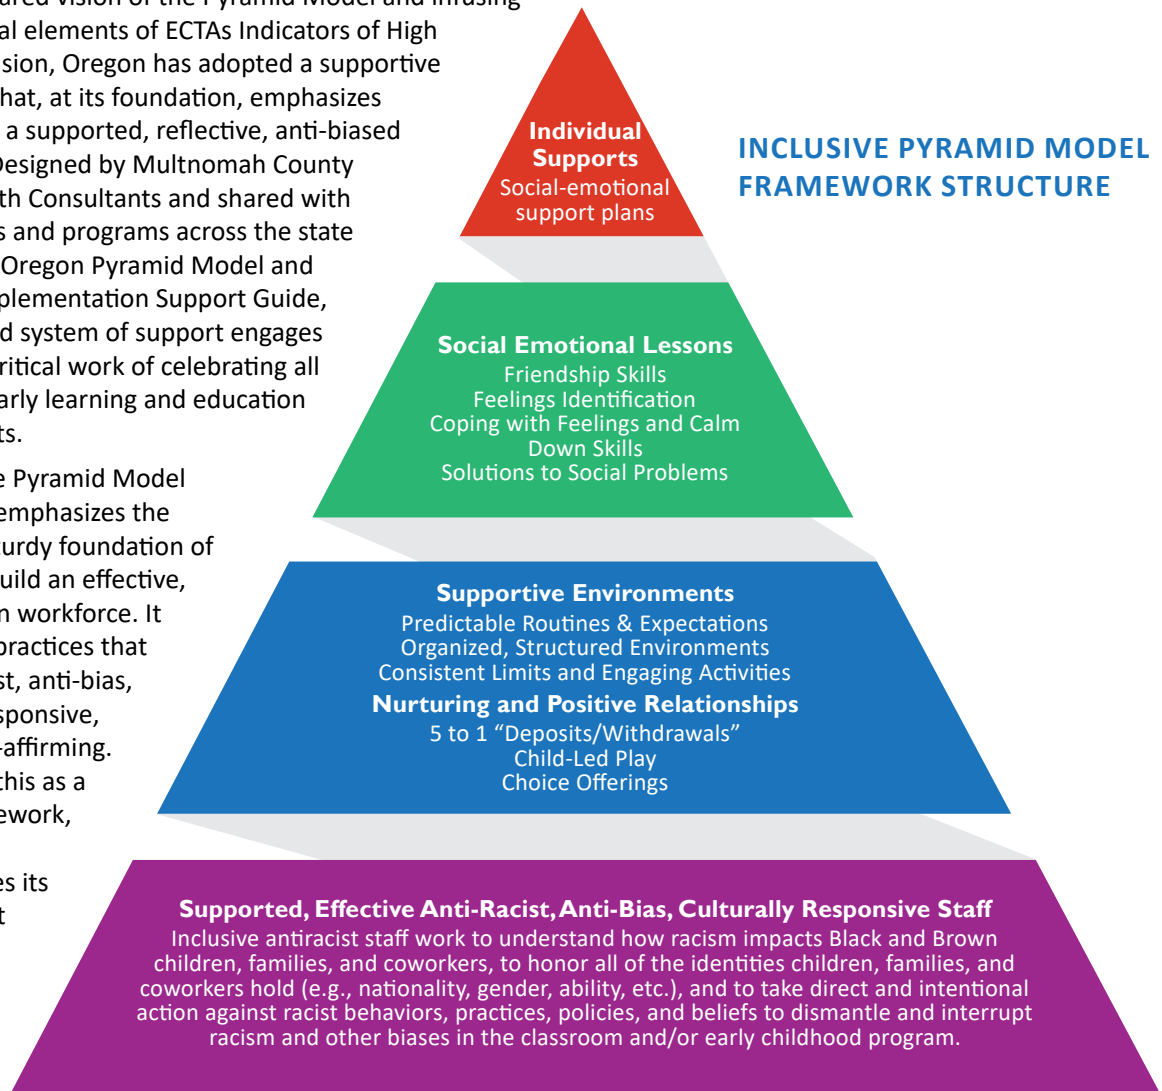 ared vision of the Pyramid Model and infusing
al elements of ECTAs Indicators of High
sion, Oregon has adopted a supportive
hat, at its foundation, emphasizes
a supported, reflective, anti-biased
Designed by Multnomah County
th Consultants and shared with
s and programs across the state
Oregon Pyramid Model and
plementation Support Guide,
d system of support engages
ritical work of celebrating all
arly learning and education
ts.
e Pyramid Model
emphasizes the
turdy foundation of
uild an effective,
n workforce. It
practices that
st, anti-bias,
sponsive,
-affirming.
this as a
ework,
es its
t
INCLUSIVE PYRAMID MODEL
FRAMEWORK STRUCTURE
Individual
Supports
Social-emotional
support plans
Social Emotional Lessons
Friendship Skills
Feelings Identification
Coping with Feelings and Calm
Down Skills
Solutions to Social Problems
Supportive Environments
Predictable Routines & Expectations
Organized, Structured Environments
Consistent Limits and Engaging Activities
Nurturing and Positive Relationships
5 to 1 “Deposits/Withdrawals”
Child-Led Play
Choice Offerings
Supported, Effective Anti-Racist, Anti-Bias, Culturally Responsive Staff
Inclusive antiracist staff work to understand how racism impacts Black and Brown
children, families, and coworkers, to honor all of the identities children, families, and
coworkers hold (e.g., nationality, gender, ability, etc.), and to take direct and intentional
action against racist behaviors, practices, policies, and beliefs to dismantle and interrupt
racism and other biases in the classroom and/or early childhood program.